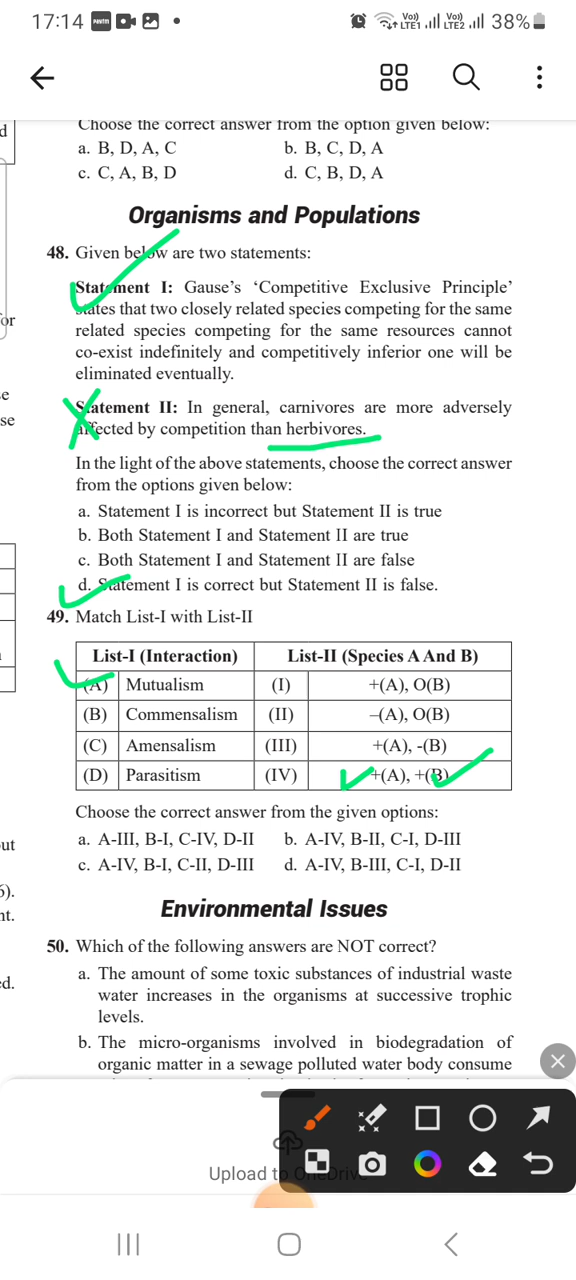 17:14 Paytm • Vo) LTE1 Vo) LTE2 38%
Choose the correct answer from the option given below:
a. B, D, A, C b. B, C, D, A
c. C, A, B, D d. C, B, D, A
Organisms and Populations
48. Given below are two statements:
Statement I: Gause's 'Competitive Exclusive Principle'
states that two closely related species competing for the same
related species competing for the same resources cannot
co-exist indefinitely and competitively inferior one will be
eliminated eventually.
Statement II: In general, carnivores are more adversely
affected by competition than herbivores.
In the light of the above statements, choose the correct answer
from the options given below:
a. Statement I is incorrect but Statement II is true
b. Both Statement I and Statement II are true
c. Both Statement I and Statement II are false
d. Statement I is correct but Statement II is false.
49. Match List-I with List-II
List-I (Interaction) List-II (Species A And B)
(A) Mutualism (I) +(A), O(B)
(B) Commensalism (II) –(A), O(B)
(C) Amensalism (III) +(A), -(B)
(D) Parasitism (IV) +(A), +(B)
Choose the correct answer from the given options:
a. A-III, B-I, C-IV, D-II b. A-IV, B-II, C-I, D-III
c. A-IV, B-I, C-II, D-III d. A-IV, B-III, C-I, D-II
Environmental Issues
50. Which of the following answers are NOT correct?
a. The amount of some toxic substances of industrial waste
water increases in the organisms at successive trophic
levels.
b. The micro-organisms involved in biodegradation of
organic matter in a sewage polluted water body consume
Upload to OneDrive